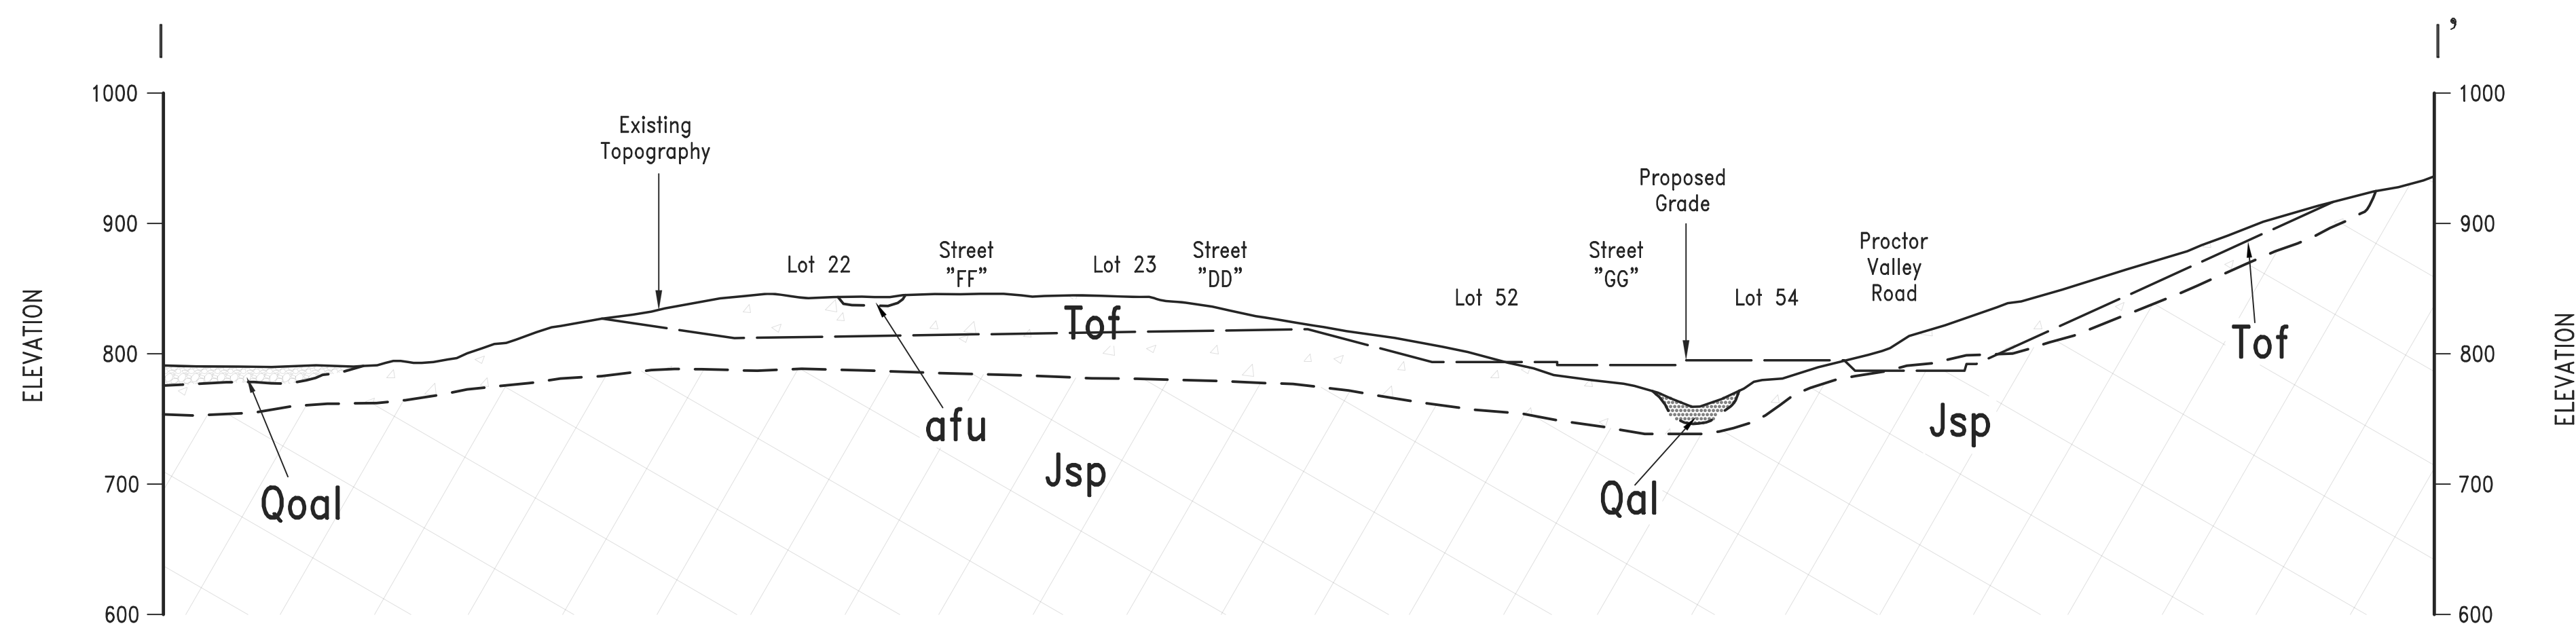 I
I’
1000
1000
Existing
Topography
Proposed
Grade
900
900
Lot 22
Street
”FF”
Lot 23
Street
”DD”
Street
”GG”
Lot 52
Lot 54
Proctor
Valley
Road
ELEVATION
800
Tof
Tof
800
ELEVATION
afu
Jsp
Jsp
Qoal
Qal
700
700
600
600